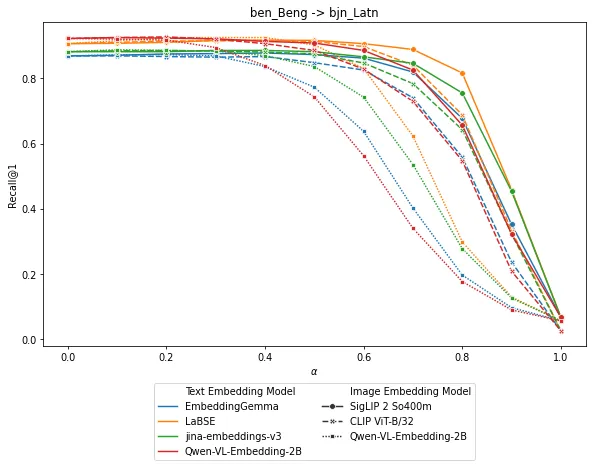 ben_Beng -> bjn_Latn
Recall@1
0.8
0.6
0.4
0.2
0.0
0.0 0.2 0.4 0.6 0.8 1.0
α
Text Embedding Model
EmbeddingGemma
LaBSE
jina-embeddings-v3
Qwen-VL-Embedding-2B
Image Embedding Model
SigLIP 2 So400m
CLIP ViT-B/32
Qwen-VL-Embedding-2B